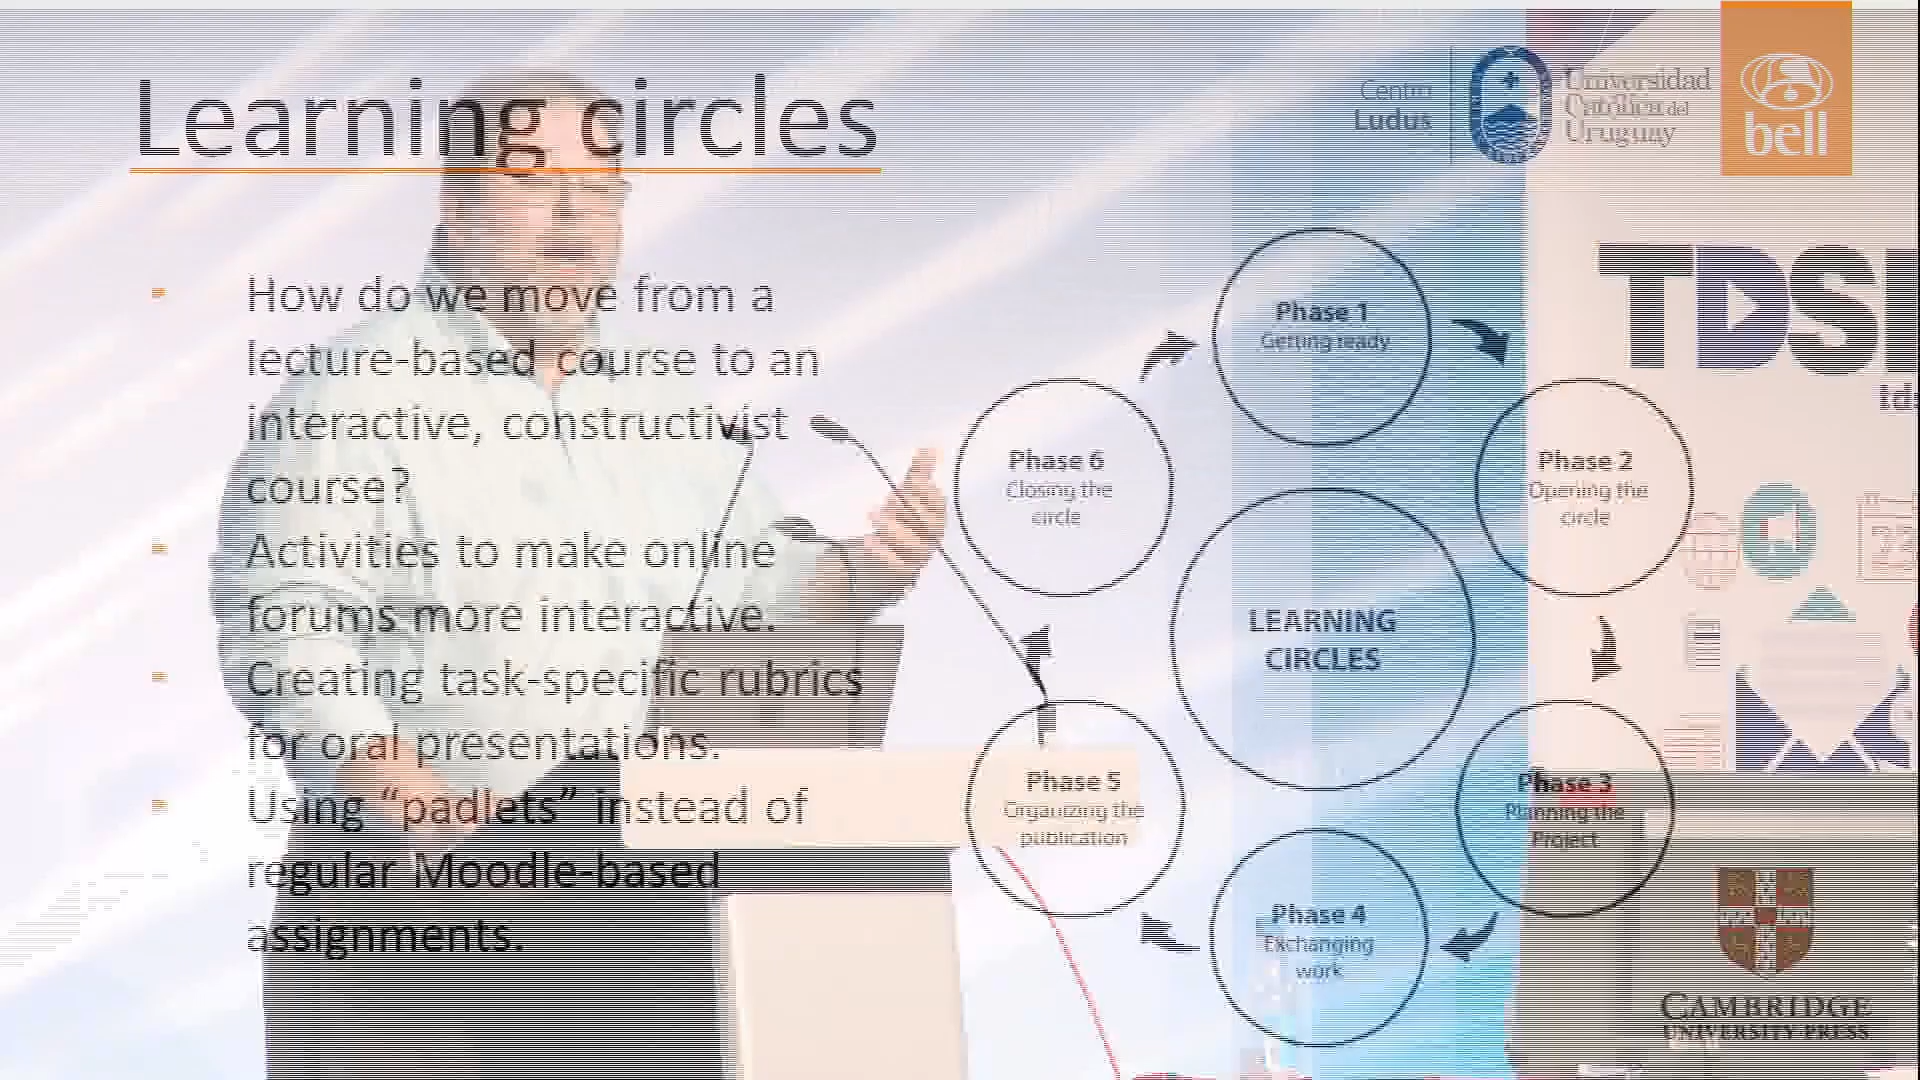 Learning circles
How do we move from a
lecture-based course to an
interactive, constructivist
course?
Activities to make online
forums more interactive.
Creating task-specific rubrics
for oral presentations.
Using “padlets” instead of
regular Moodle-based
assignments.
Centro
Ludus
Universidad
Católica del
Uruguay
bell
TDSI
td
22
Phase 1
Getting ready
Phase 2
Opening the
circle
Phase 3
Planning the
Project
Phase 4
Exchanging
work
Phase 5
Organizing the
publication
Phase 6
Closing the
circle
LEARNING
CIRCLES
CAMBRIDGE
UNIVERSITY PRESS